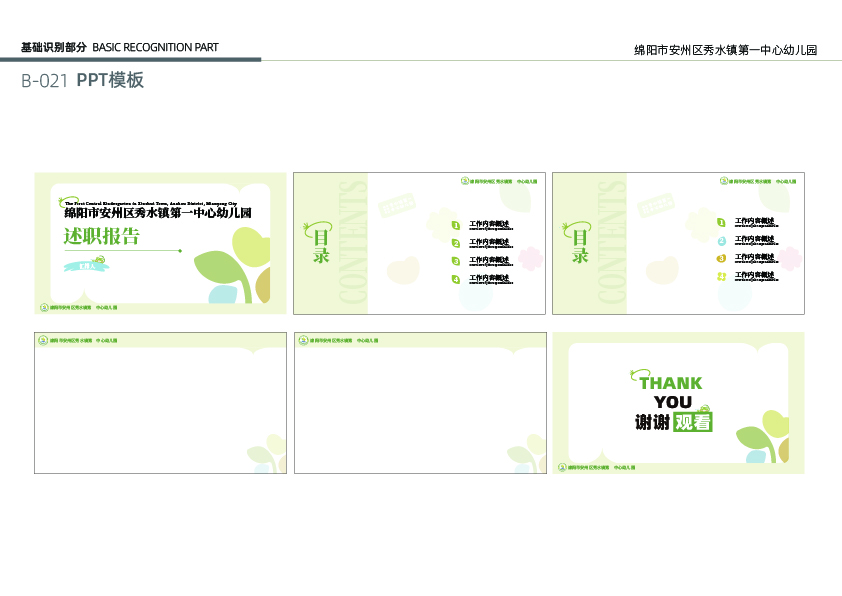 基础识别部分 BASIC RECOGNITION PART
绵阳市安州区秀水镇第一中心幼儿园
B-021 PPT模板
The First Central Kindergarten in Xiushui Town, Anzhou District, Mianyang City
绵阳市安州区秀水镇第一中心幼儿园
述职报告
绵阳市安州区秀水镇第一中心幼儿园
绵阳市安州区秀水镇第一中心幼儿园
目录
CONTENTS
1 工作内容概述
2 工作内容概述
3 工作内容概述
4 工作内容概述
绵阳市安州区秀水镇第一中心幼儿园
目录
CONTENTS
1 工作内容概述
2 工作内容概述
3 工作内容概述
工作内容概述
绵阳市安州区秀水镇第一中心幼儿园
绵阳市安州区秀水镇第一中心幼儿园
THANK
YOU
谢谢观看
绵阳市安州区秀水镇第一中心幼儿园